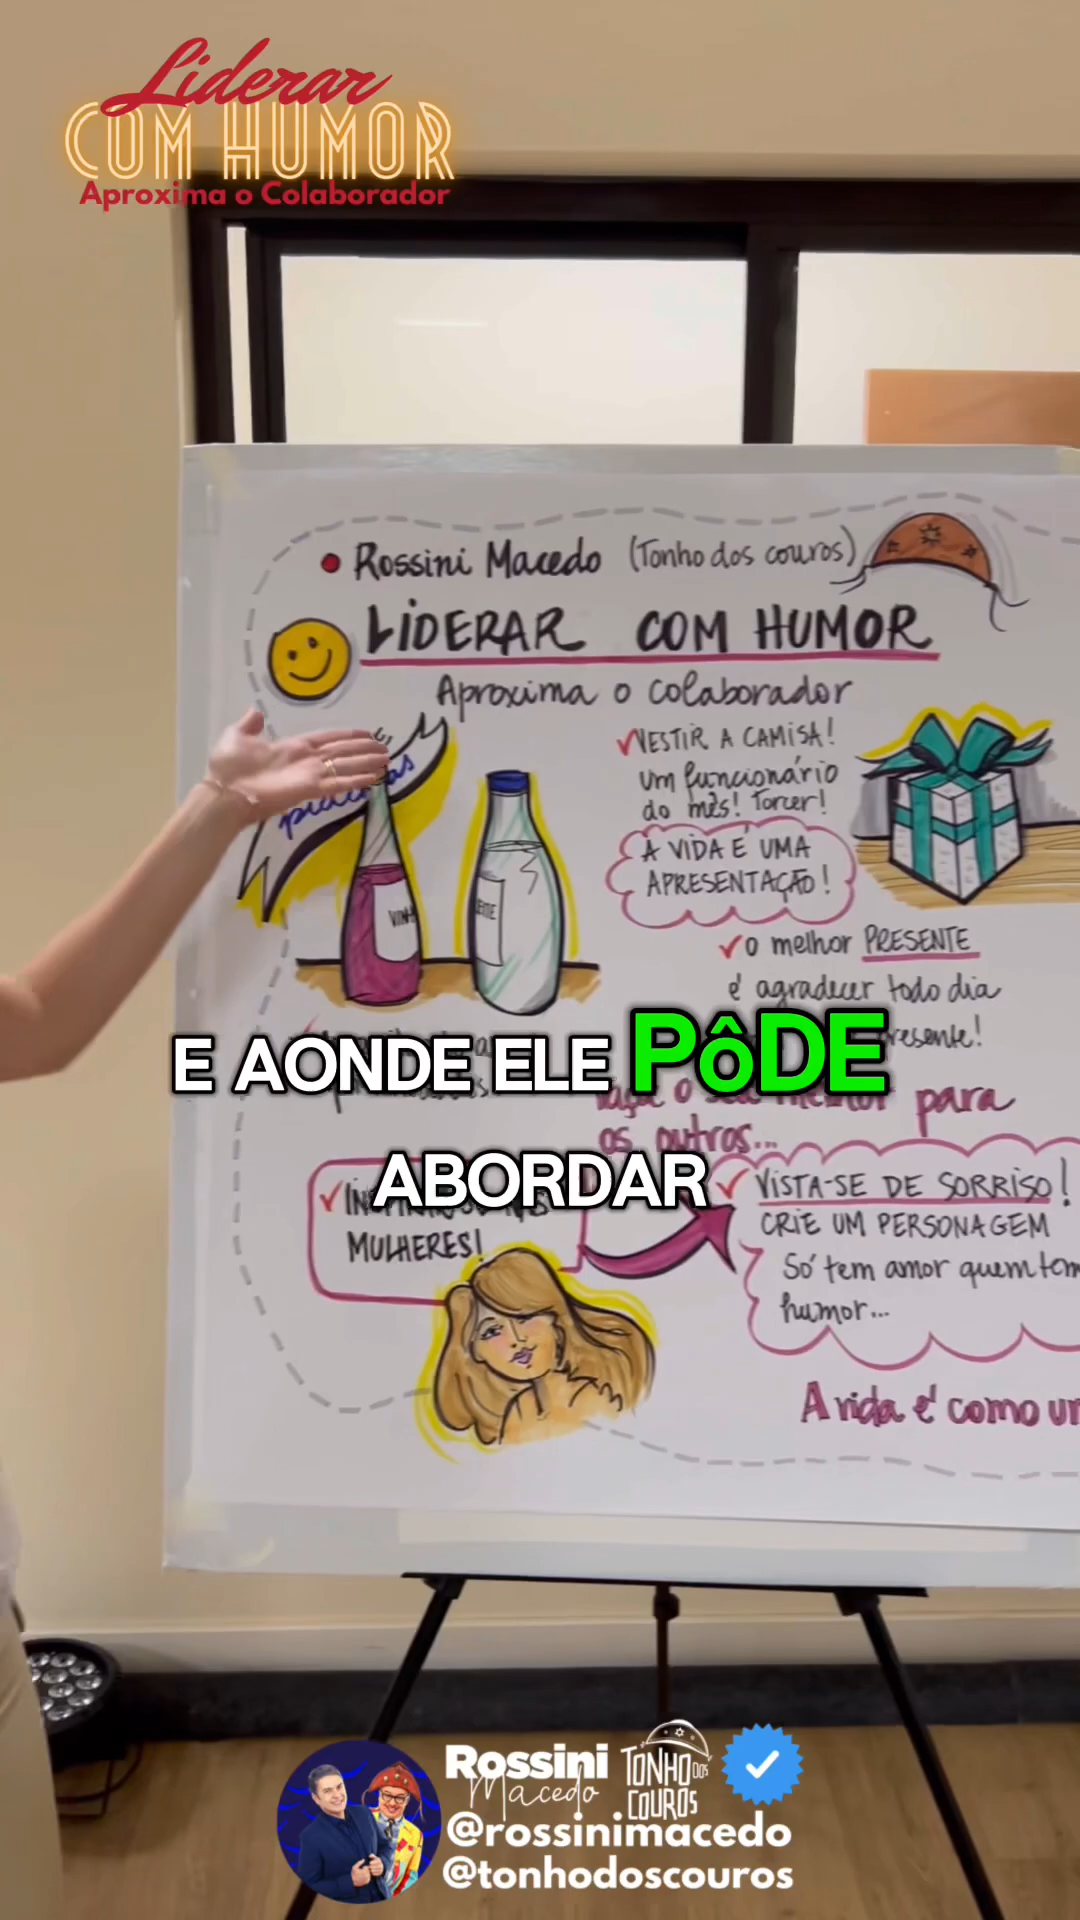 Liderar
COM HUMOR
Aproxima o Colaborador
Rossini Macedo (Tonho dos couros)
LIDERAR COM HUMOR
Aproxima o colaborador
VESTIR A CAMISA!
um funcionário
do mês! Torcer!
A VIDA É UMA
APRESENTAÇÃO!
o melhor PRESENTE
é agradecer todo dia
E AONDE ELE PÔDE
ABORDAR
para
os outros...
MULHERES!
VISTA-SE DE SORRISO!
CRIE UM PERSONAGEM
Só tem amor quem tem
humor...
A vida é como um
Rossini
Macedo
TONHO DOS
COUROS
@rossinimacedo
@tonhodoscouros